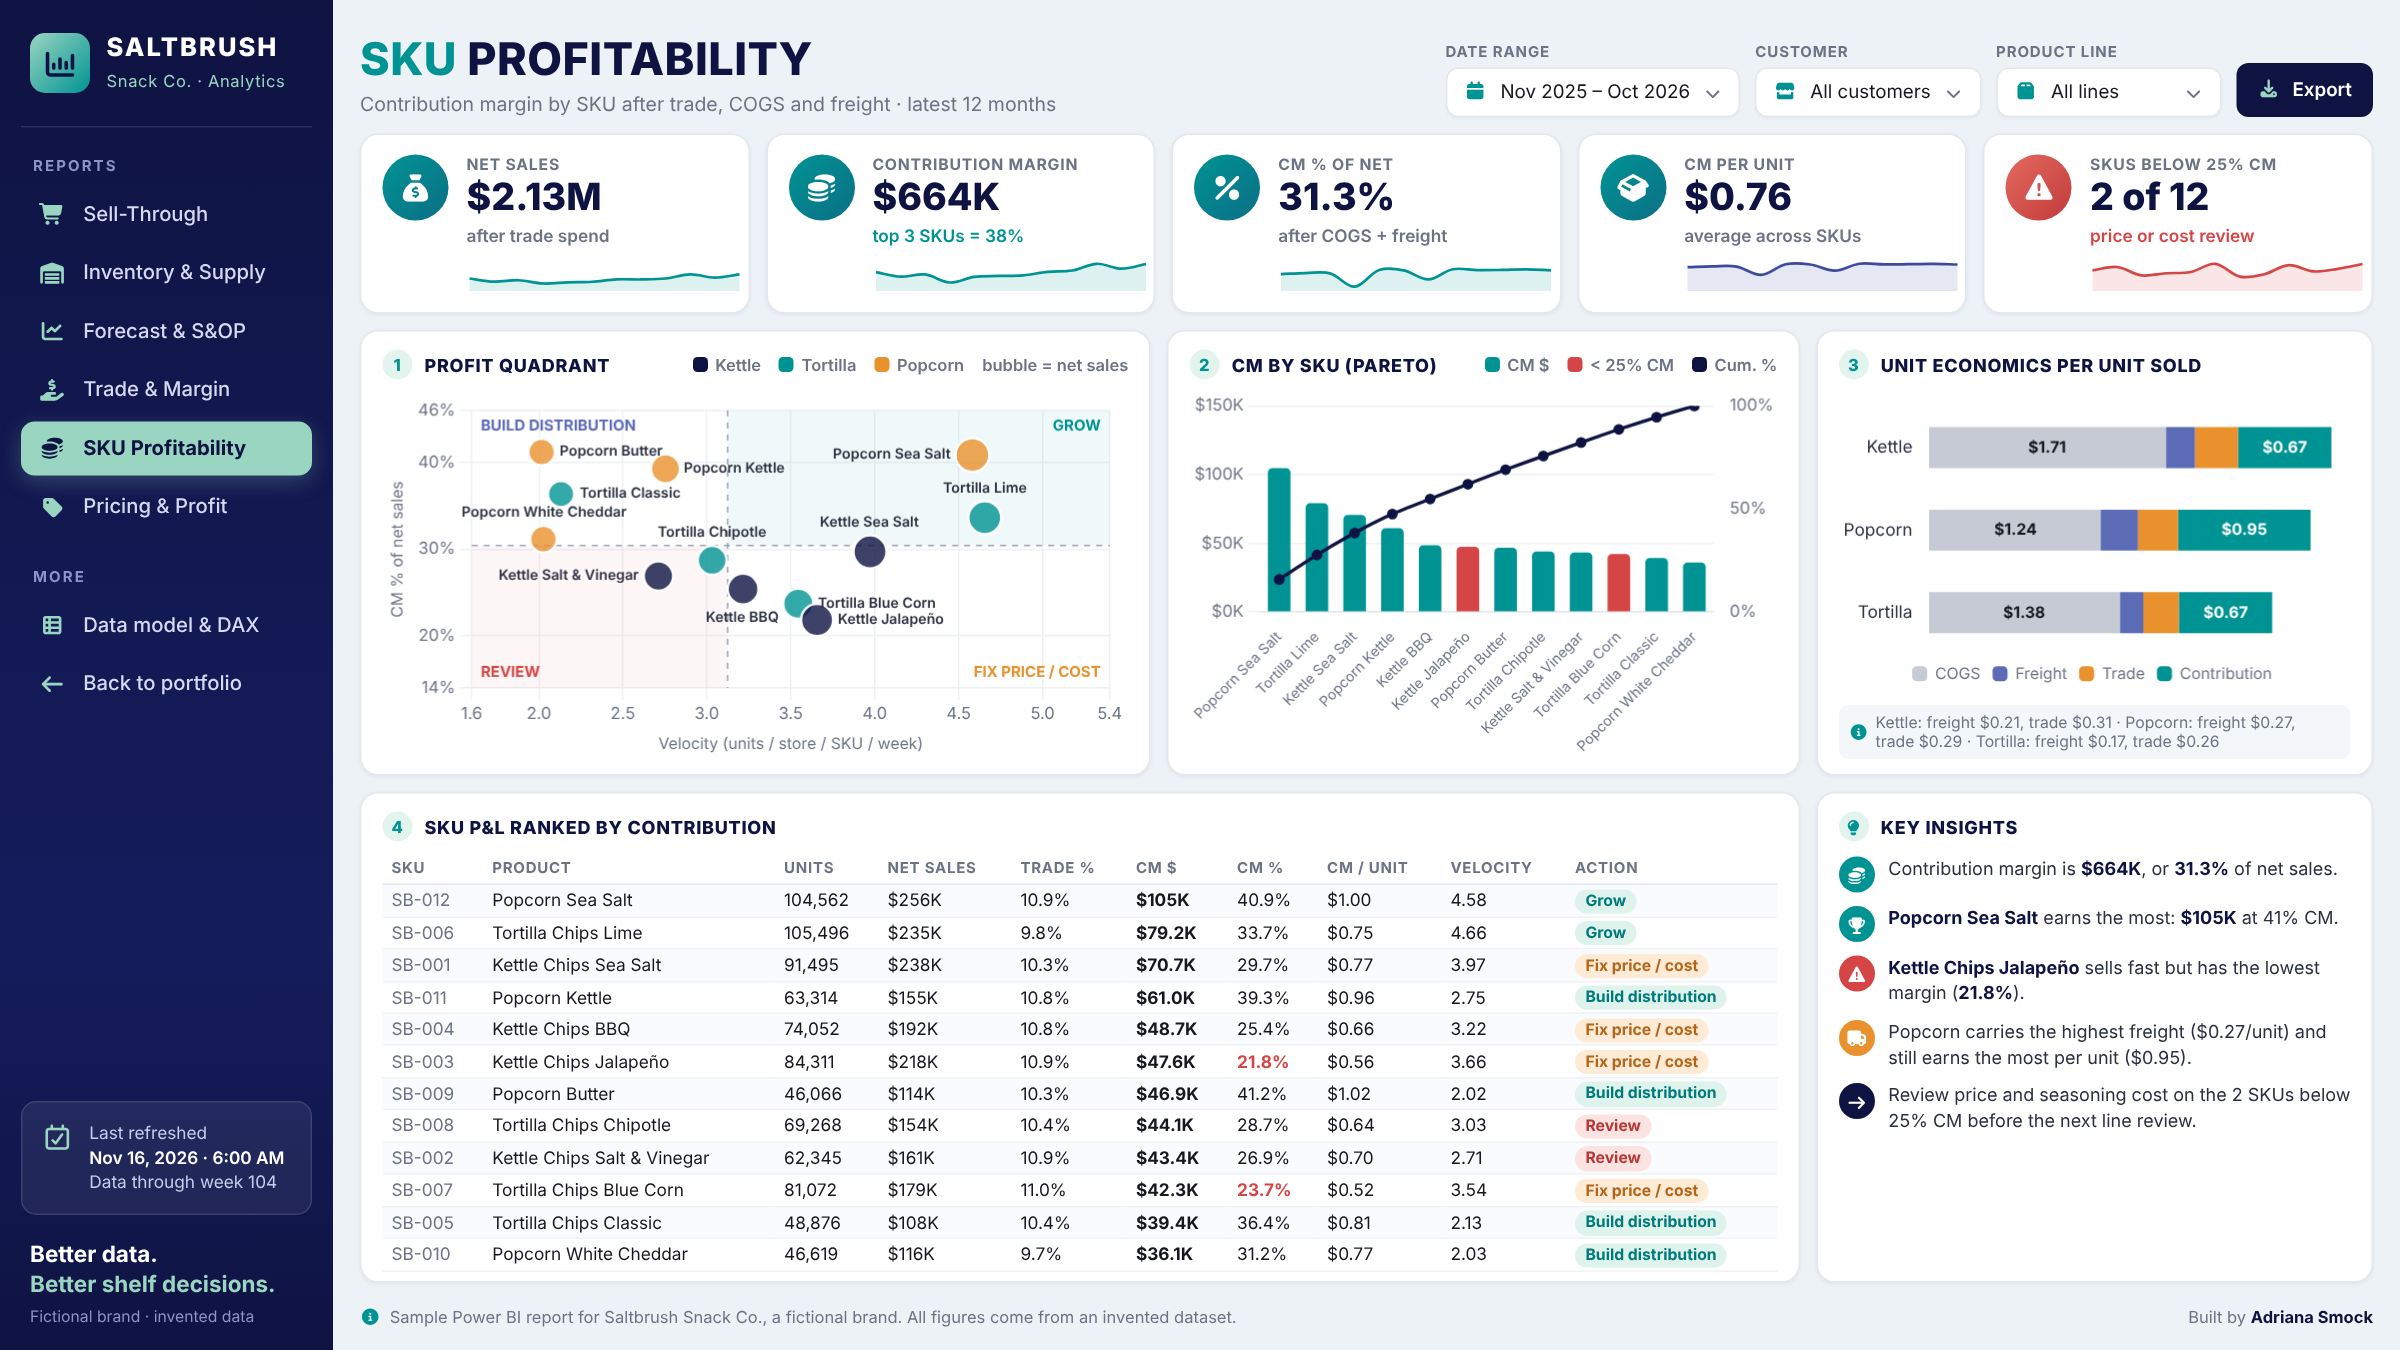 SALTBRUSH
Snack Co. · Analytics
REPORTS
Sell-Through
Inventory & Supply
Forecast & S&OP
Trade & Margin
SKU Profitability
Pricing & Profit
MORE
Data model & DAX
Back to portfolio
Last refreshed
Nov 16, 2026 · 6:00 AM
Data through week 104
Better data.
Better shelf decisions.
Fictional brand · invented data
SKU PROFITABILITY
Contribution margin by SKU after trade, COGS and freight · latest 12 months
DATE RANGE
Nov 2025 – Oct 2026
CUSTOMER
All customers
PRODUCT LINE
All lines
Export
NET SALES
$2.13M
after trade spend
CONTRIBUTION MARGIN
$664K
top 3 SKUs = 38%
CM % OF NET
31.3%
after COGS + freight
CM PER UNIT
$0.76
average across SKUs
SKUS BELOW 25% CM
2 of 12
price or cost review
1 PROFIT QUADRANT
Kettle Tortilla Popcorn bubble = net sales
CM % of net sales
46%
40%
30%
20%
14%
BUILD DISTRIBUTION
GROW
Popcorn Butter
Popcorn Kettle
Popcorn Sea Salt
Tortilla Classic
Tortilla Lime
Popcorn White Cheddar
Tortilla Chipotle
Kettle Sea Salt
Kettle Salt & Vinegar
Kettle BBQ
Tortilla Blue Corn
Kettle Jalapeño
REVIEW
FIX PRICE / COST
1.6 2.0 2.5 3.0 3.5 4.0 4.5 5.0 5.4
Velocity (units / store / SKU / week)
2 CM BY SKU (PARETO)
CM $ < 25% CM Cum. %
$150K
$100K
$50K
$0K
100%
50%
0%
Popcorn Sea Salt
Tortilla Lime
Kettle Sea Salt
Popcorn Kettle
Kettle BBQ
Kettle Jalapeño
Popcorn Butter
Tortilla Chipotle
Kettle Salt & Vinegar
Tortilla Blue Corn
Tortilla Classic
Popcorn White Cheddar
3 UNIT ECONOMICS PER UNIT SOLD
Kettle $1.71 $0.67
Popcorn $1.24 $0.95
Tortilla $1.38 $0.67
COGS Freight Trade Contribution
Kettle: freight $0.21, trade $0.31 · Popcorn: freight $0.27,
trade $0.29 · Tortilla: freight $0.17, trade $0.26
4 SKU P&L RANKED BY CONTRIBUTION
SKU PRODUCT UNITS NET SALES TRADE % CM $ CM % CM / UNIT VELOCITY ACTION
SB-012 Popcorn Sea Salt 104,562 $256K 10.9% $105K 40.9% $1.00 4.58 Grow
SB-006 Tortilla Chips Lime 105,496 $235K 9.8% $79.2K 33.7% $0.75 4.66 Grow
SB-001 Kettle Chips Sea Salt 91,495 $238K 10.3% $70.7K 29.7% $0.77 3.97 Fix price / cost
SB-011 Popcorn Kettle 63,314 $155K 10.8% $61.0K 39.3% $0.96 2.75 Build distribution
SB-004 Kettle Chips BBQ 74,052 $192K 10.8% $48.7K 25.4% $0.66 3.22 Fix price / cost
SB-003 Kettle Chips Jalapeño 84,311 $218K 10.9% $47.6K 21.8% $0.56 3.66 Fix price / cost
SB-009 Popcorn Butter 46,066 $114K 10.3% $46.9K 41.2% $1.02 2.02 Build distribution
SB-008 Tortilla Chips Chipotle 69,268 $154K 10.4% $44.1K 28.7% $0.64 3.03 Review
SB-002 Kettle Chips Salt & Vinegar 62,345 $161K 10.9% $43.4K 26.9% $0.70 2.71 Review
SB-007 Tortilla Chips Blue Corn 81,072 $179K 11.0% $42.3K 23.7% $0.52 3.54 Fix price / cost
SB-005 Tortilla Chips Classic 48,876 $108K 10.4% $39.4K 36.4% $0.81 2.13 Build distribution
SB-010 Popcorn White Cheddar 46,619 $116K 9.7% $36.1K 31.2% $0.77 2.03 Build distribution
KEY INSIGHTS
Contribution margin is $664K, or 31.3% of net sales.
Popcorn Sea Salt earns the most: $105K at 41% CM.
Kettle Chips Jalapeño sells fast but has the lowest
margin (21.8%).
Popcorn carries the highest freight ($0.27/unit) and
still earns the most per unit ($0.95).
Review price and seasoning cost on the 2 SKUs below
25% CM before the next line review.
Sample Power BI report for Saltbrush Snack Co., a fictional brand. All figures come from an invented dataset.
Built by Adriana Smock